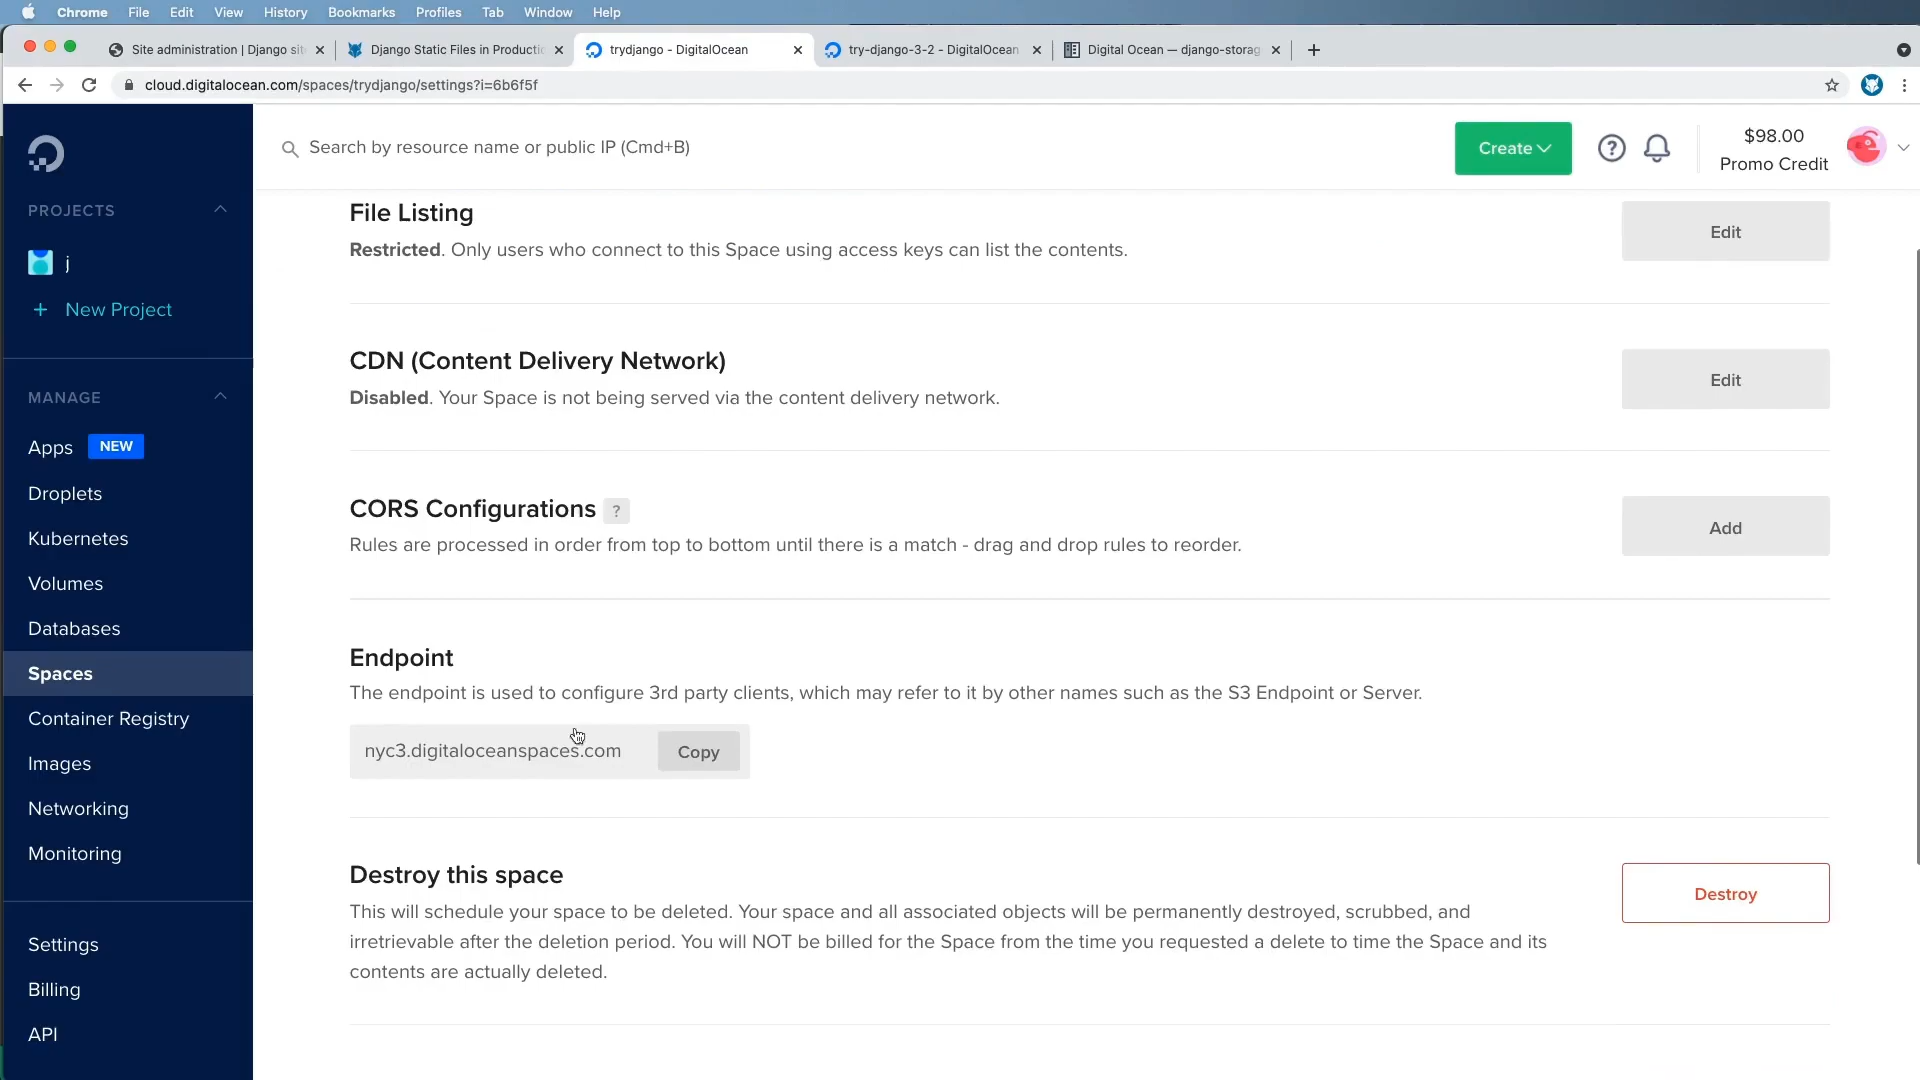 Chrome File Edit View History Bookmarks Profiles Tab Window Help
Site administration | Django sit
Django Static Files in Producti
trydjango - DigitalOcean
try-django-3-2 - DigitalOcean
Digital Ocean — django-storag
cloud.digitalocean.com/spaces/trydjango/settings?i=6b6f5f
Search by resource name or public IP (Cmd+B)
Create
?
$98.00
Promo Credit
PROJECTS
j
+ New Project
MANAGE
Apps NEW
Droplets
Kubernetes
Volumes
Databases
Spaces
Container Registry
Images
Networking
Monitoring
Settings
Billing
API
File Listing
Restricted. Only users who connect to this Space using access keys can list the contents.
Edit
CDN (Content Delivery Network)
Disabled. Your Space is not being served via the content delivery network.
Edit
CORS Configurations ?
Rules are processed in order from top to bottom until there is a match - drag and drop rules to reorder.
Add
Endpoint
The endpoint is used to configure 3rd party clients, which may refer to it by other names such as the S3 Endpoint or Server.
nyc3.digitaloceanspaces.com
Copy
Destroy this space
This will schedule your space to be deleted. Your space and all associated objects will be permanently destroyed, scrubbed, and
irretrievable after the deletion period. You will NOT be billed for the Space from the time you requested a delete to time the Space and its
contents are actually deleted.
Destroy